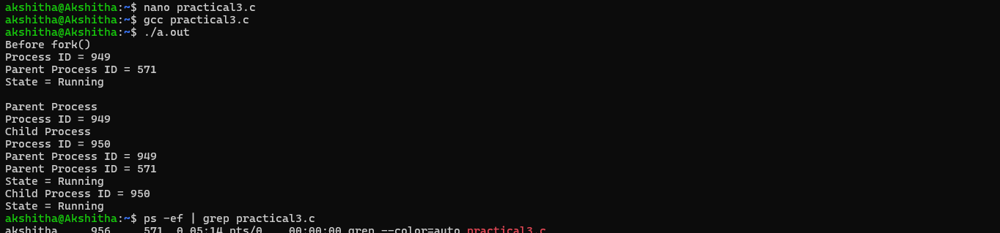 akshitha@Akshitha:~$ nano practical3.c
akshitha@Akshitha:~$ gcc practical3.c
akshitha@Akshitha:~$ ./a.out
Before fork()
Process ID = 949
Parent Process ID = 571
State = Running
Parent Process
Process ID = 949
Child Process
Process ID = 950
Parent Process ID = 949
Parent Process ID = 571
State = Running
Child Process ID = 950
State = Running
akshitha@Akshitha:~$ ps -ef | grep practical3.c
akshitha     956     571  0 05:14 pts/0    00:00:00 grep --color=auto practical3.c